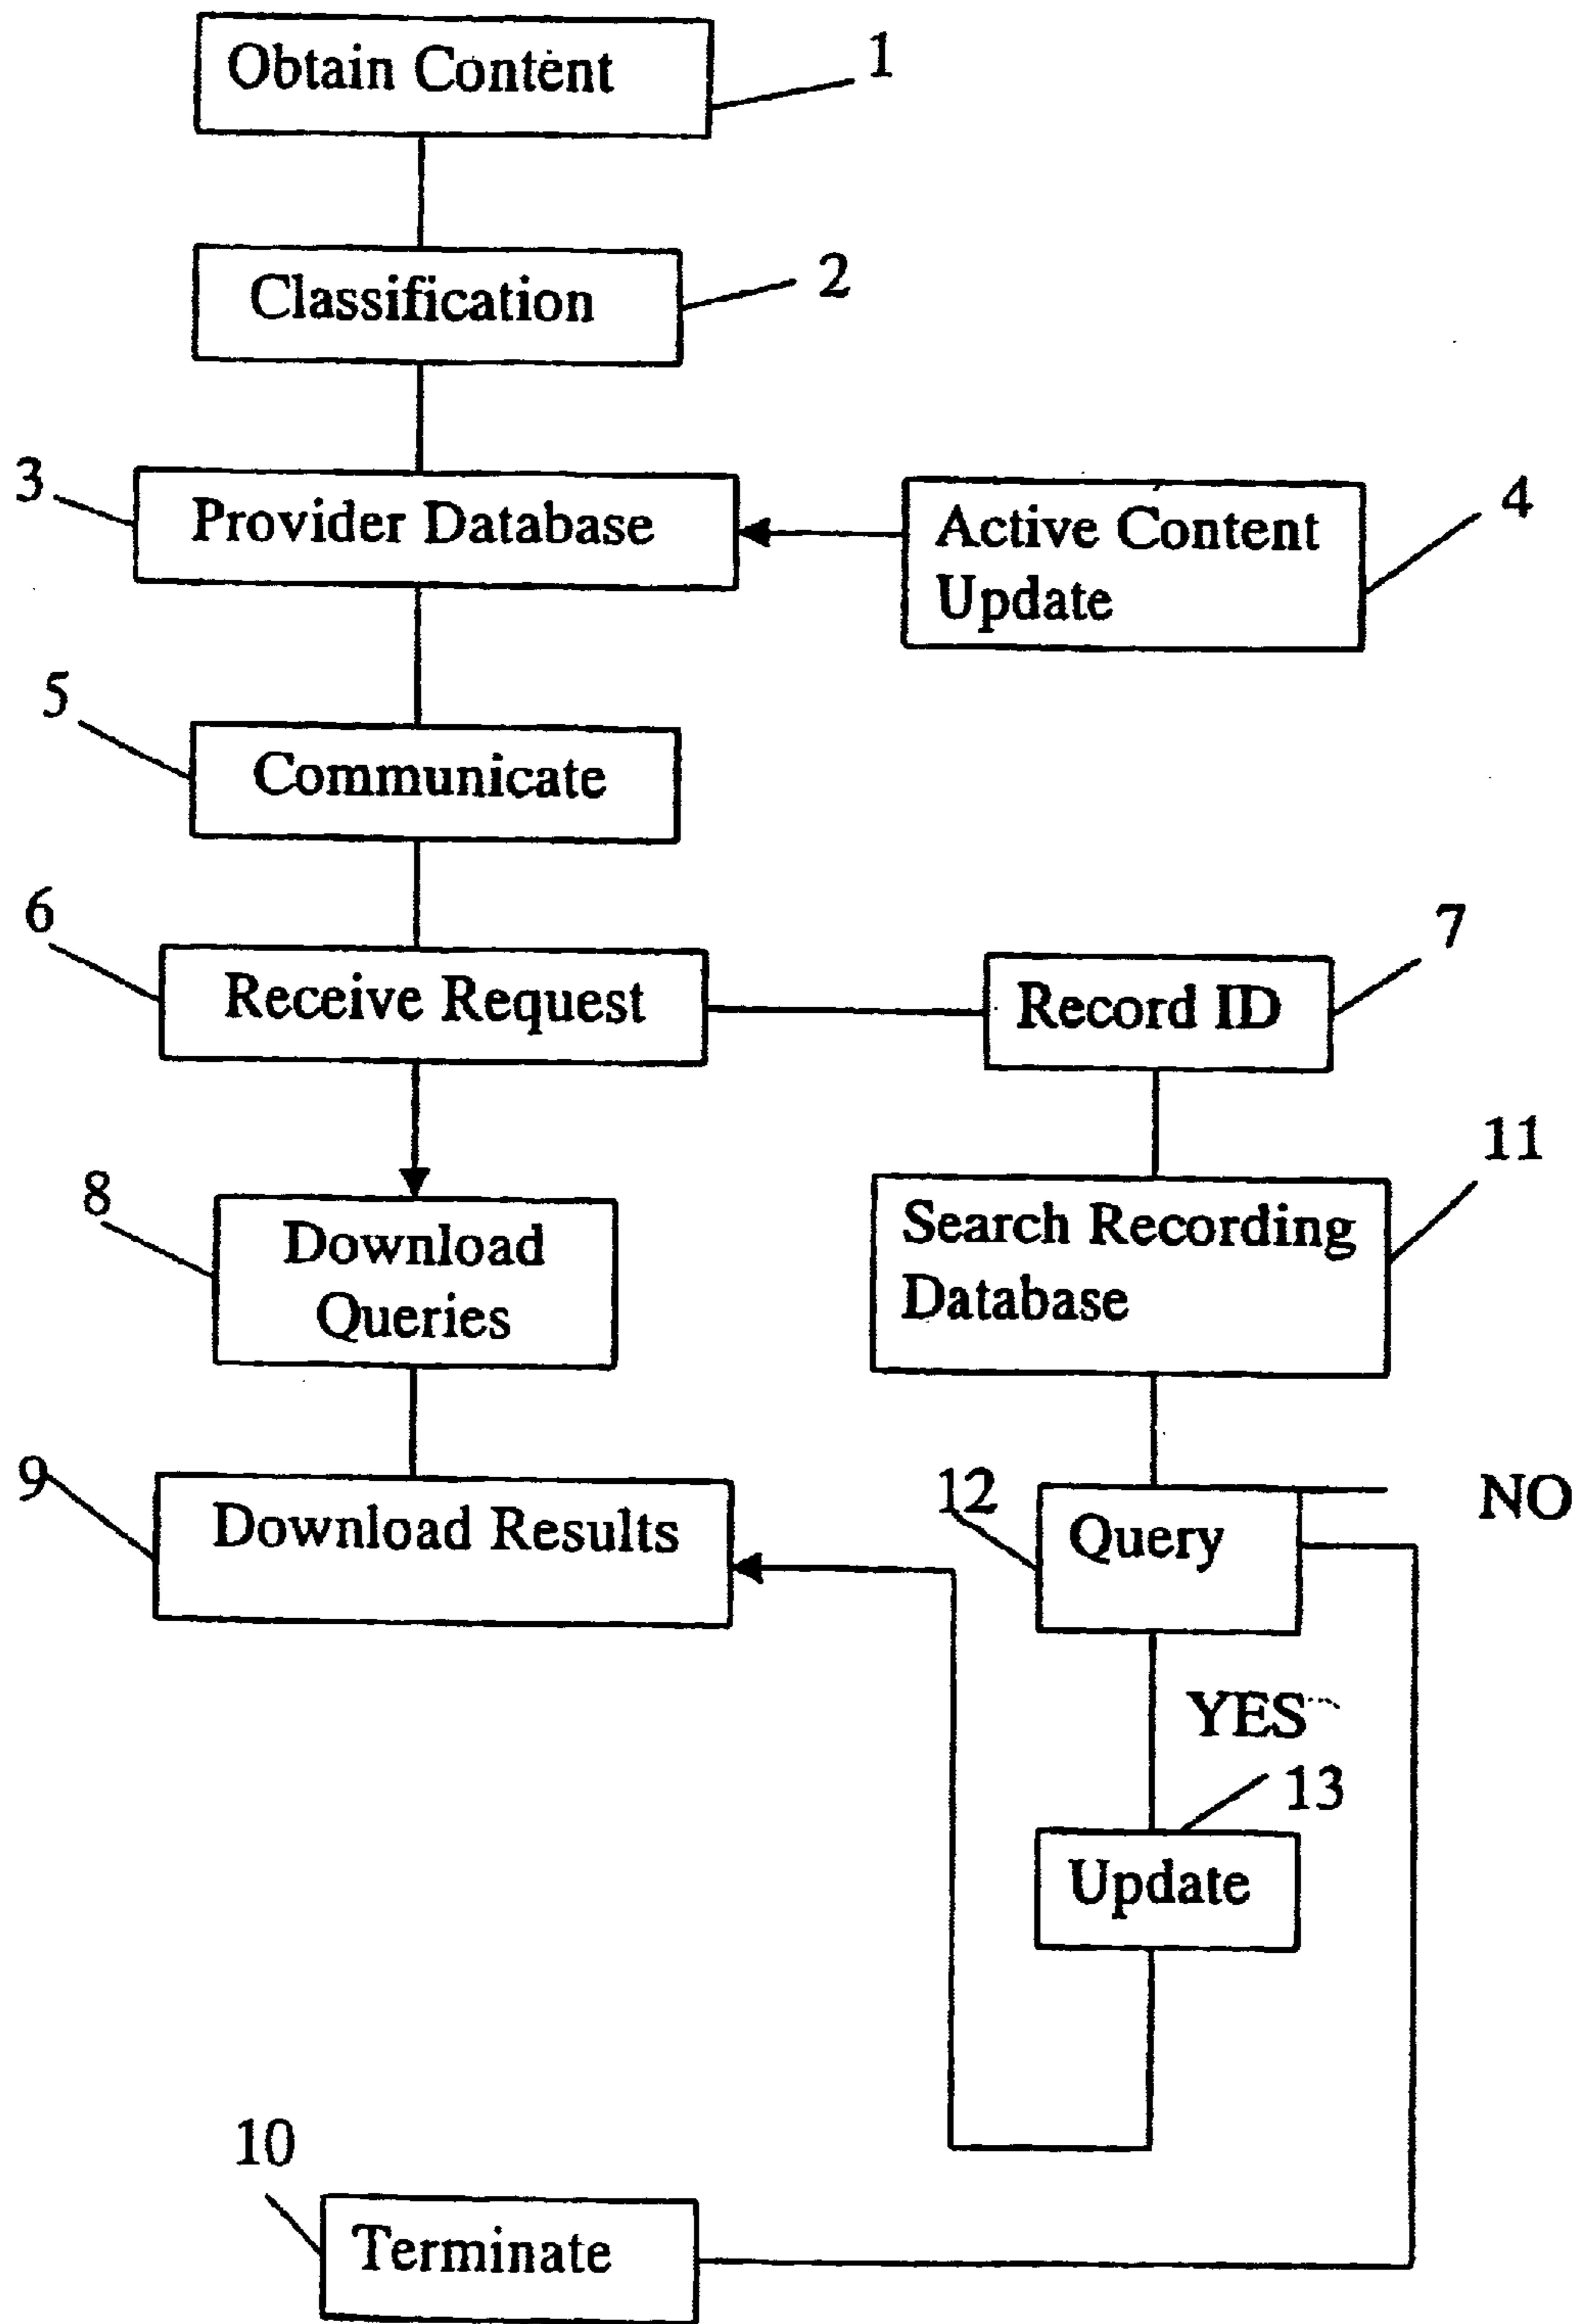 Obtain Content
1
Classification
2
3
Provider Database
Active Content
Update
4
5
Communicate
6
Receive Request
Record ID
7
8
Download
Queries
Search Recording
Database
11
9
Download Results
12
Query
NO
YES
13
Update
10
Terminate